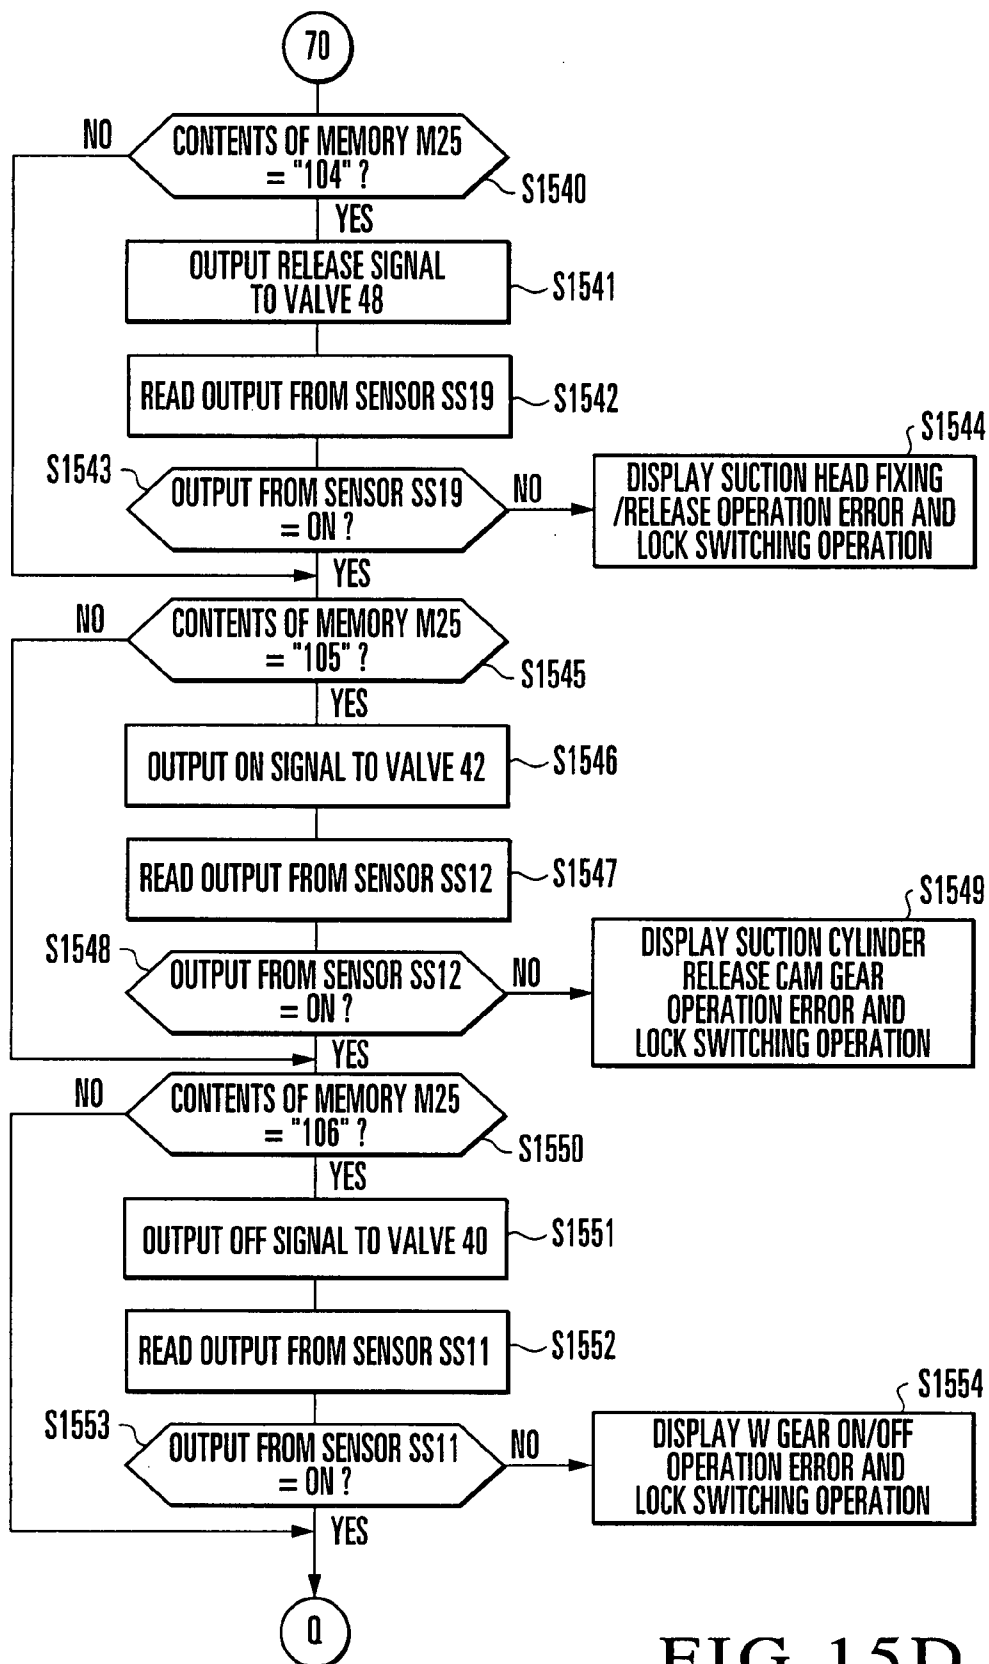 70
NO
CONTENTS OF MEMORY M25
= "104" ?
S1540
YES
OUTPUT RELEASE SIGNAL
TO VALVE 48
S1541
READ OUTPUT FROM SENSOR SS19
S1542
S1543
OUTPUT FROM SENSOR SS19
= ON ?
NO
S1544
DISPLAY SUCTION HEAD FIXING
/RELEASE OPERATION ERROR AND
LOCK SWITCHING OPERATION
YES
NO
CONTENTS OF MEMORY M25
= "105" ?
S1545
YES
OUTPUT ON SIGNAL TO VALVE 42
S1546
READ OUTPUT FROM SENSOR SS12
S1547
S1548
OUTPUT FROM SENSOR SS12
= ON ?
NO
S1549
DISPLAY SUCTION CYLINDER
RELEASE CAM GEAR
OPERATION ERROR AND
LOCK SWITCHING OPERATION
YES
NO
CONTENTS OF MEMORY M25
= "106" ?
S1550
YES
OUTPUT OFF SIGNAL TO VALVE 40
S1551
READ OUTPUT FROM SENSOR SS11
S1552
S1553
OUTPUT FROM SENSOR SS11
= ON ?
NO
S1554
DISPLAY W GEAR ON/OFF
OPERATION ERROR AND
LOCK SWITCHING OPERATION
YES
Q
FIG.15D